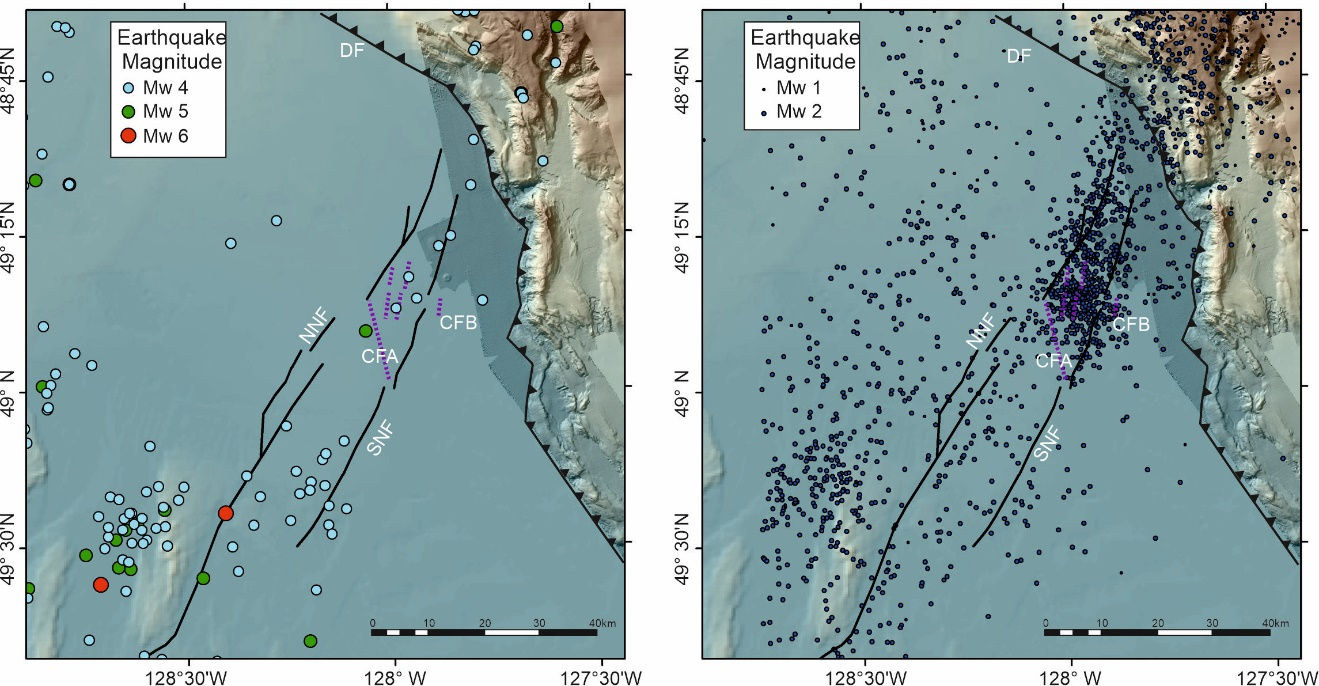 Earthquake
Magnitude
Mw 4
Mw 5
Mw 6
DF
NNF
CFA
CFB
SNF
48°45'N
49° 15'N
49° N
49° 30'N
0 10 20 30 40km
128°30'W
128° W
127°30'W
Earthquake
Magnitude
Mw 1
Mw 2
DF
NNF
CFA
CFB
SNF
48°45'N
49° 15'N
49° N
49° 30'N
0 10 20 30 40km
128°30'W
128° W
127°30'W